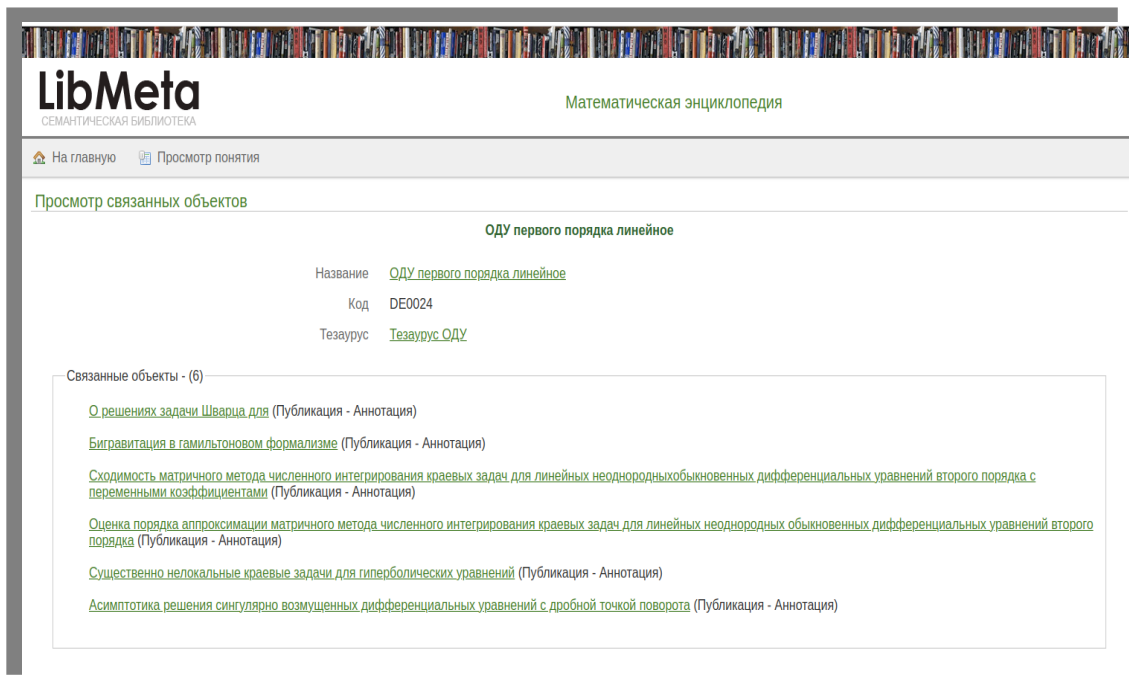 LibMeta
СЕМАНТИЧЕСКАЯ БИБЛИОТЕКА
Математическая энциклопедия
На главную Просмотр понятия
Просмотр связанных объектов
ОДУ первого порядка линейное
Название ОДУ первого порядка линейное
Код DE0024
Тезаурус Тезаурус ОДУ
Связанные объекты - (6)
О решениях задачи Шварца для (Публикация - Аннотация)
Бигравитация в гамильтоновом формализме (Публикация - Аннотация)
Сходимость матричного метода численного интегрирования краевых задач для линейных неоднородныхобыкновенных дифференциальных уравнений второго порядка с
переменными коэффициентами (Публикация - Аннотация)
Оценка порядка аппроксимации матричного метода численного интегрирования краевых задач для линейных неоднородных обыкновенных дифференциальных уравнений второго
порядка (Публикация - Аннотация)
Существенно нелокальные краевые задачи для гиперболических уравнений (Публикация - Аннотация)
Асимптотика решения сингулярно возмущенных дифференциальных уравнений с дробной точкой поворота (Публикация - Аннотация)